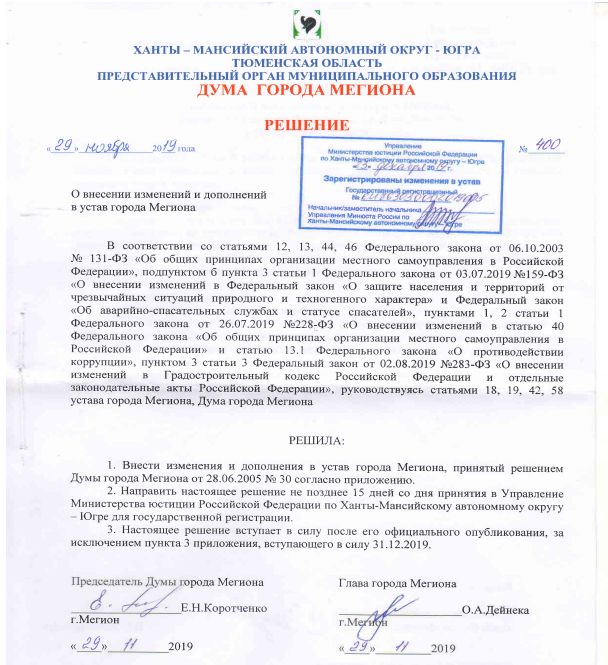 ХАНТЫ – МАНСИЙСКИЙ АВТОНОМНЫЙ ОКРУГ - ЮГРА
ТЮМЕНСКАЯ ОБЛАСТЬ
ПРЕДСТАВИТЕЛЬНЫЙ ОРГАН МУНИЦИПАЛЬНОГО ОБРАЗОВАНИЯ
ДУМА ГОРОДА МЕГИОНА
РЕШЕНИЕ
«29» ноября 2019 года
№ 400
Управление
Министерства юстиции Российской Федерации
по Ханты-Мансийскому автономному округу – Югре
декабря 2019 г.
Зарегистрированы изменения в устав
Государственный регистрационный
№
Начальник/заместитель начальника
Управления Минюста России по
Ханты-Мансийскому автономному округу – Югре
О внесении изменений и дополнений
в устав города Мегиона
В соответствии со статьями 12, 13, 44, 46 Федерального закона от 06.10.2003
№ 131-ФЗ «Об общих принципах организации местного самоуправления в Российской
Федерации», подпунктом б пункта 3 статьи 1 Федерального закона от 03.07.2019 №159-ФЗ
«О внесении изменений в Федеральный закон «О защите населения и территорий от
чрезвычайных ситуаций природного и техногенного характера» и Федеральный закон
«Об аварийно-спасательных службах и статусе спасателей», пунктами 1, 2 статьи 1
Федерального закона от 26.07.2019 №228-ФЗ «О внесении изменений в статью 40
Федерального закона «Об общих принципах организации местного самоуправления в
Российской Федерации» и статью 13.1 Федерального закона «О противодействии
коррупции», пунктом 3 статьи 3 Федеральный закон от 02.08.2019 №283-ФЗ «О внесении
изменений в Градостроительный кодекс Российской Федерации и отдельные
законодательные акты Российской Федерации», руководствуясь статьями 18, 19, 42, 58
устава города Мегиона, Дума города Мегиона
РЕШИЛА:
1. Внести изменения и дополнения в устав города Мегиона, принятый решением
Думы города Мегиона от 28.06.2005 № 30 согласно приложению.
2. Направить настоящее решение не позднее 15 дней со дня принятия в Управление
Министерства юстиции Российской Федерации по Ханты-Мансийскому автономному округу
– Югре для государственной регистрации.
3. Настоящее решение вступает в силу после его официального опубликования, за
исключением пункта 3 приложения, вступающего в силу 31.12.2019.
Председатель Думы города Мегиона
Е.Н.Коротченко
г.Мегион
«29» 11 2019
Глава города Мегиона
О.А.Дейнека
г.Мегион
«29» 11 2019